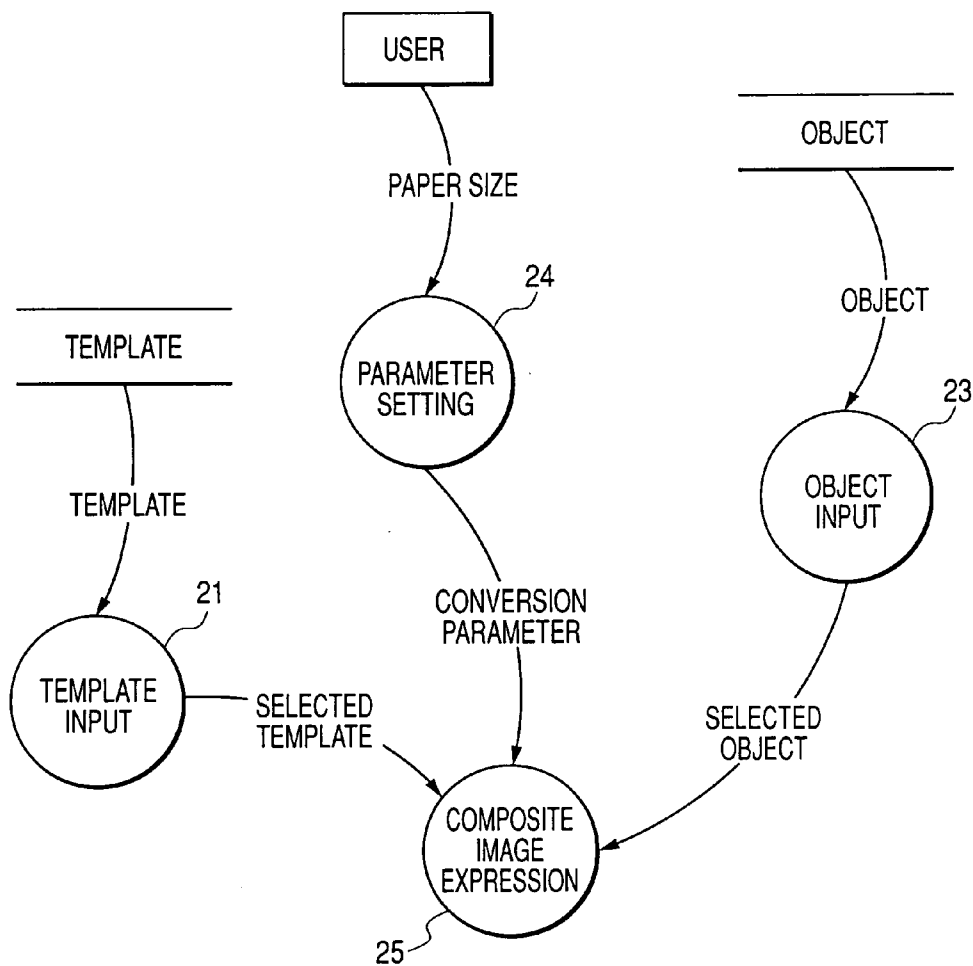 USER
OBJECT
PAPER SIZE
24
OBJECT
TEMPLATE
PARAMETER
SETTING
23
OBJECT
INPUT
TEMPLATE
21
CONVERSION
PARAMETER
TEMPLATE
INPUT
SELECTED
TEMPLATE
SELECTED
OBJECT
COMPOSITE
IMAGE
EXPRESSION
25